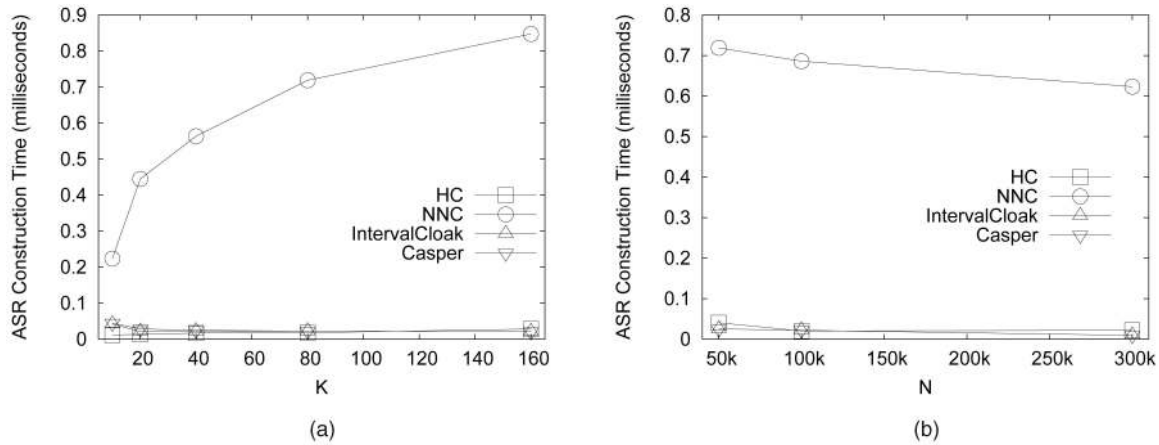 ASR Construction Time (milliseconds)
0.9
0.8
0.7
0.6
0.5
0.4
0.3
0.2
0.1
0
HC
NNC
IntervalCloak
Casper
20 40 60 80 100 120 140 160
K
(a)
ASR Construction Time (milliseconds)
0.8
0.7
0.6
0.5
0.4
0.3
0.2
0.1
0
HC
NNC
IntervalCloak
Casper
50k 100k 150k 200k 250k 300k
N
(b)